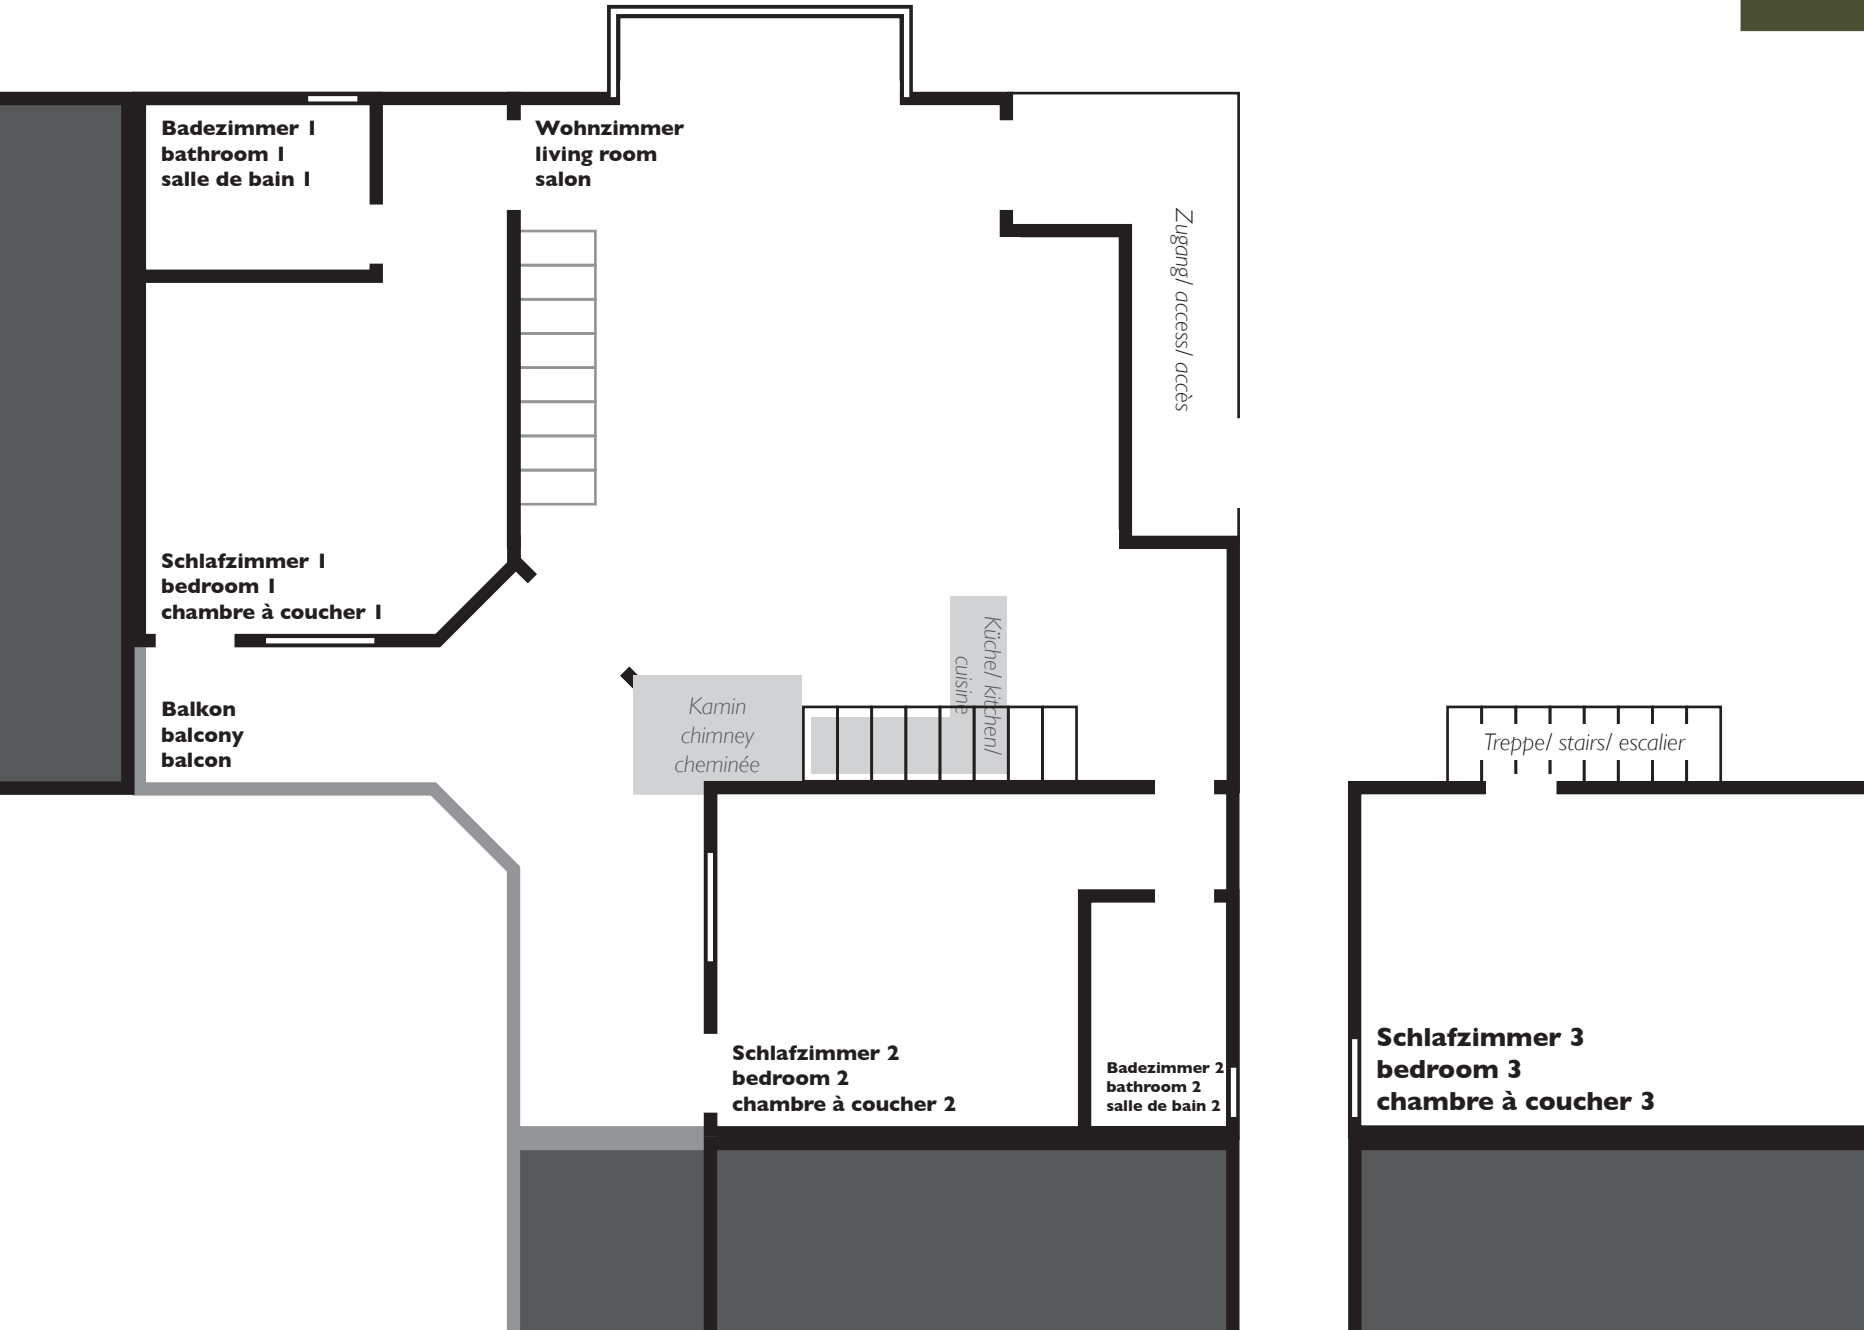 Badezimmer 1
bathroom 1
salle de bain 1
Wohnzimmer
living room
salon
Zugang/ access/ accès
Schlafzimmer 1
bedroom 1
chambre à coucher 1
Küche/ kitchen/
cuisine
Balkon
balcony
balcon
Kamin
chimney
cheminée
Treppe/ stairs/ escalier
Schlafzimmer 2
bedroom 2
chambre à coucher 2
Badezimmer 2
bathroom 2
salle de bain 2
Schlafzimmer 3
bedroom 3
chambre à coucher 3